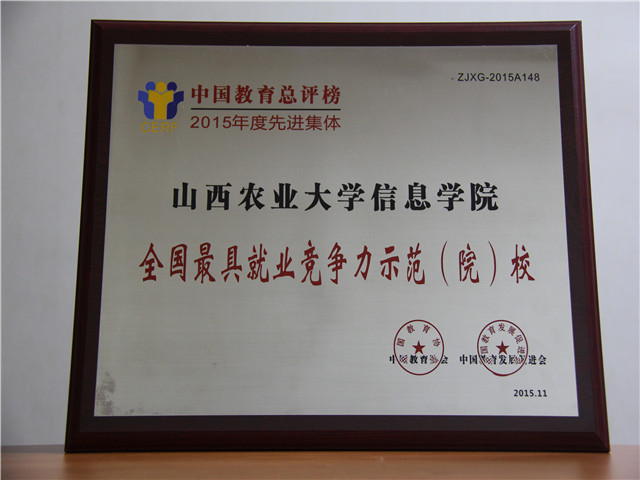 ZJXG-2015A148
中国教育总评榜
CERF
2015年度先进集体
山西农业大学信息学院
全国最具就业竞争力示范（院）校
中国教育协会 中国教育发展促进会
2015.11